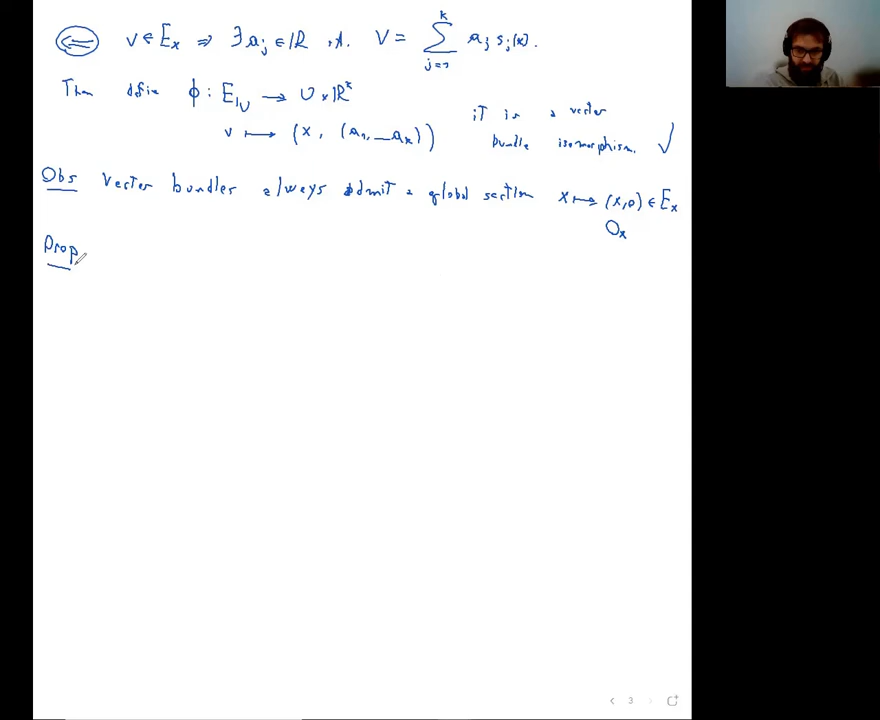 ⇐ v ∈ E_x ⇒ ∃ a_j ∈ ℝ s.t. V = ∑_{j=1}^{k} a_j s_j(x).
Then define ϕ : E|_U → U × ℝ^k
v ↦ (x, (a_1, _ a_k)) it is a vector bundle isomorphism. ✓
Obs Vector bundles always admit a global section x ↦ (x,0) ∈ E_x
0_x
Prop
3